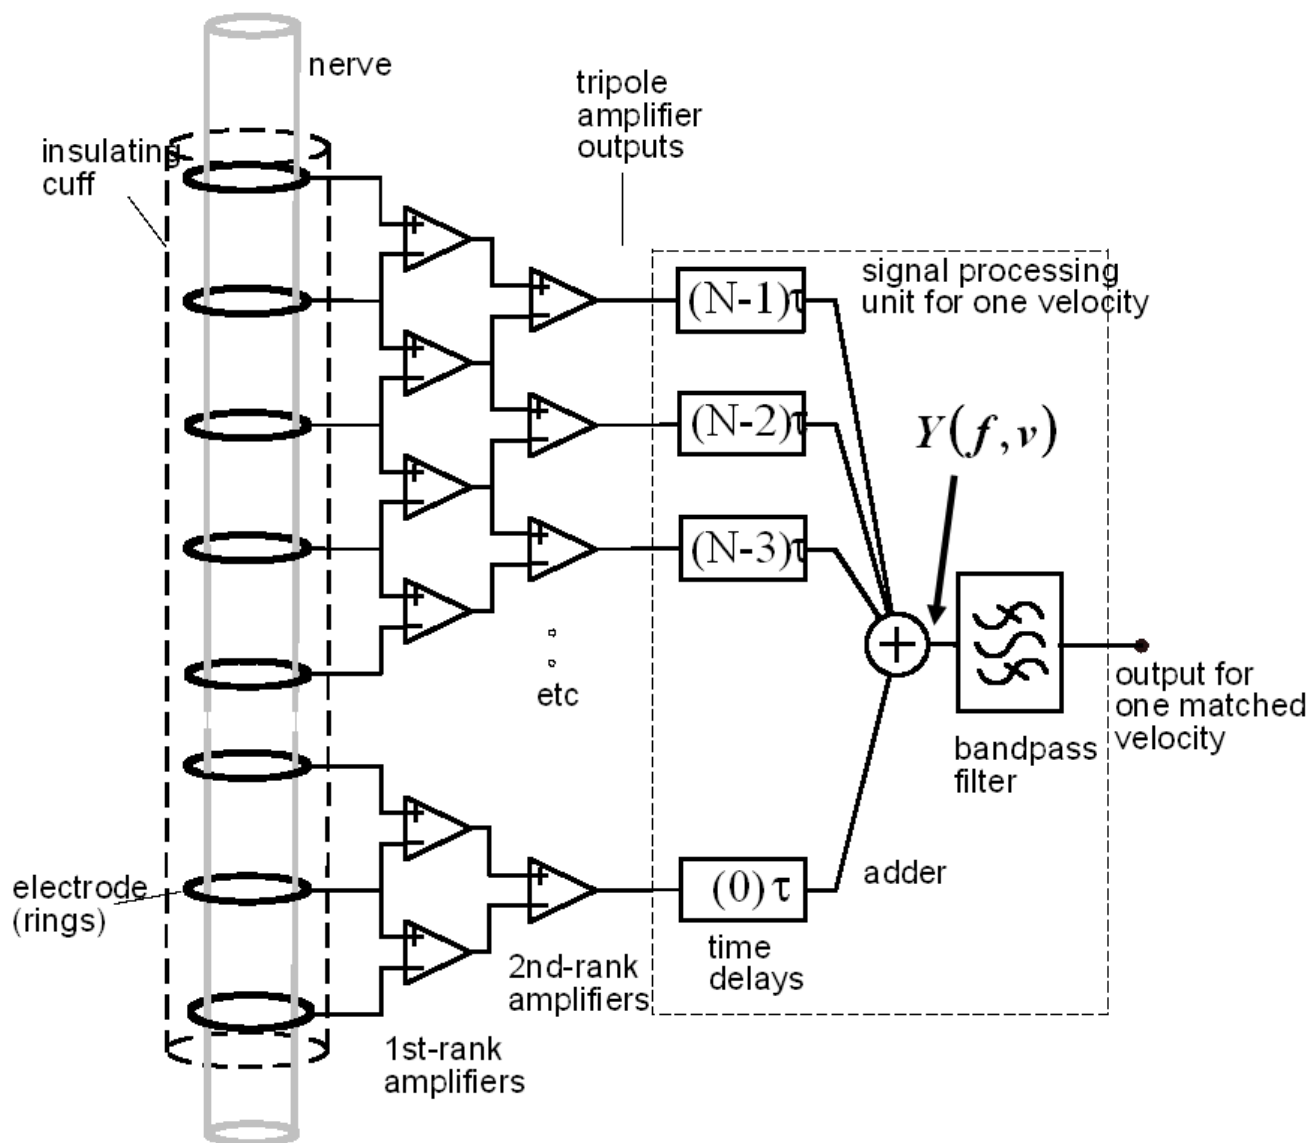 nerve
insulating
cuff
tripole
amplifier
outputs
signal processing
unit for one velocity
(N-1)τ
(N-2)τ
(N-3)τ
Y(f,v)
etc
output for
one matched
velocity
bandpass
filter
electrode
(rings)
(0)τ
adder
time
delays
2nd-rank
amplifiers
1st-rank
amplifiers